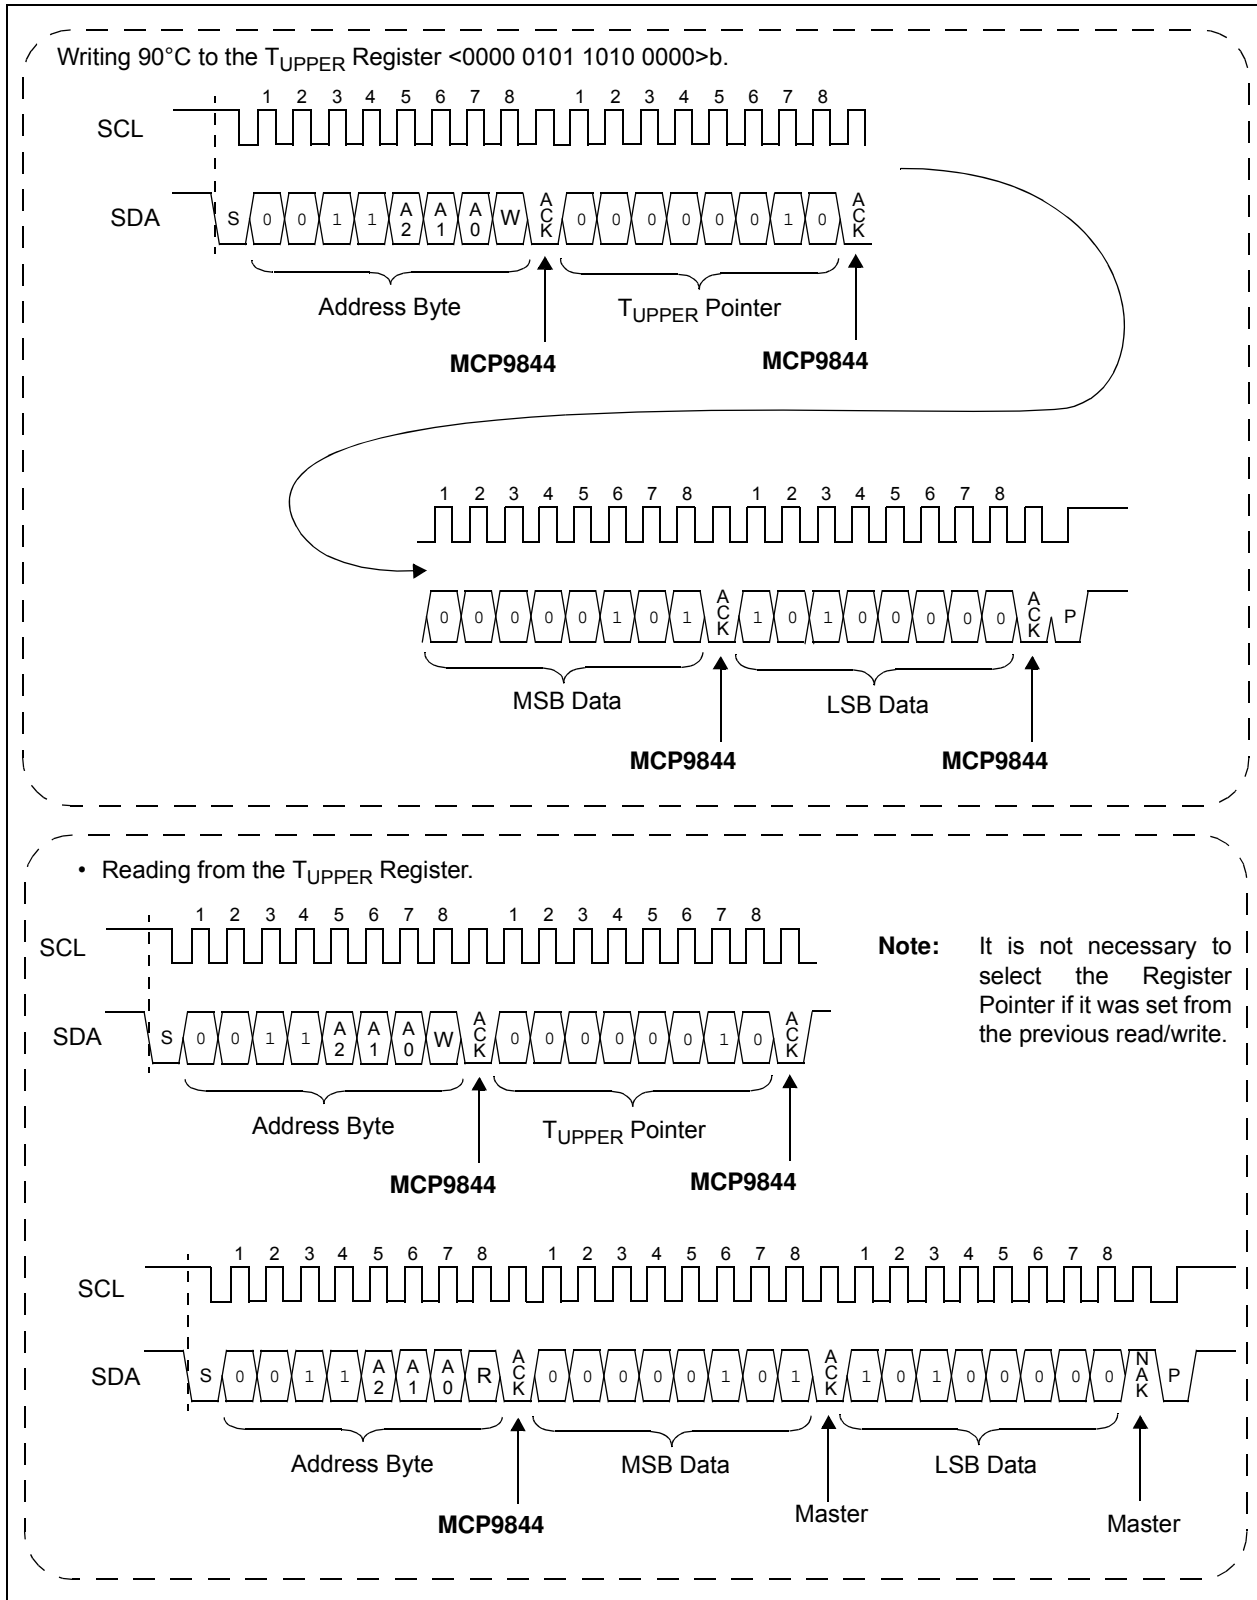 Writing 90°C to the TUPPER Register <0000 0101 1010 0000>b.
1 2 3 4 5 6 7 8 1 2 3 4 5 6 7 8
SCL
SDA S 0 0 1 1 A2 A1 A0 W ACK 0 0 0 0 0 0 1 0 ACK
Address Byte TUPPER Pointer
MCP9844 MCP9844
1 2 3 4 5 6 7 8 1 2 3 4 5 6 7 8
0 0 0 0 0 1 0 1 ACK 1 0 1 0 0 0 0 0 ACK P
MSB Data LSB Data
MCP9844 MCP9844
• Reading from the TUPPER Register.
1 2 3 4 5 6 7 8 1 2 3 4 5 6 7 8
SCL
SDA S 0 0 1 1 A2 A1 A0 W ACK 0 0 0 0 0 0 1 0 ACK
Address Byte TUPPER Pointer
MCP9844 MCP9844
Note: It is not necessary to
select the Register
Pointer if it was set from
the previous read/write.
1 2 3 4 5 6 7 8 1 2 3 4 5 6 7 8 1 2 3 4 5 6 7 8
SCL
SDA S 0 0 1 1 A2 A1 A0 R ACK 0 0 0 0 0 1 0 1 ACK 1 0 1 0 0 0 0 0 NAK P
Address Byte MSB Data LSB Data
MCP9844 Master Master